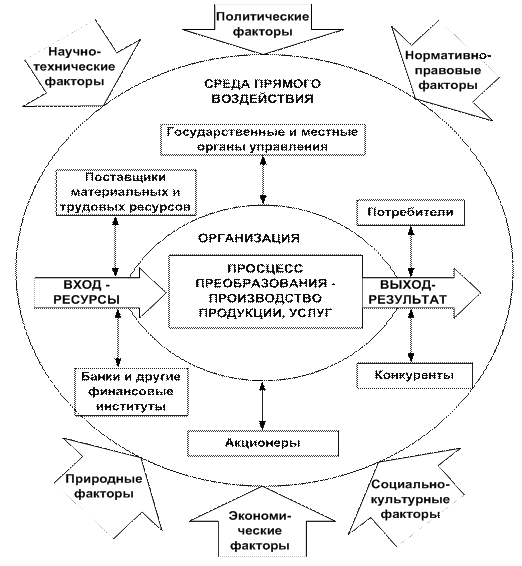 Политические
факторы
Научно-
технические
факторы
Нормативно-
правовые
факторы
СРЕДА ПРЯМОГО
ВОЗДЕЙСТВИЯ
Государственные и местные
органы управления
Поставщики
материальных и
трудовых ресурсов
Потребители
ОРГАНИЗАЦИЯ
ВХОД -
РЕСУРСЫ
ПРОСЦЕСС
ПРЕОБРАЗОВАНИЯ -
ПРОИЗВОДСТВО
ПРОДУКЦИИ, УСЛУГ
ВЫХОД-
РЕЗУЛЬТАТ
Банки и другие
финансовые
институты
Конкуренты
Акционеры
Природные
факторы
Экономи-
ческие
факторы
Социально-
культурные
факторы